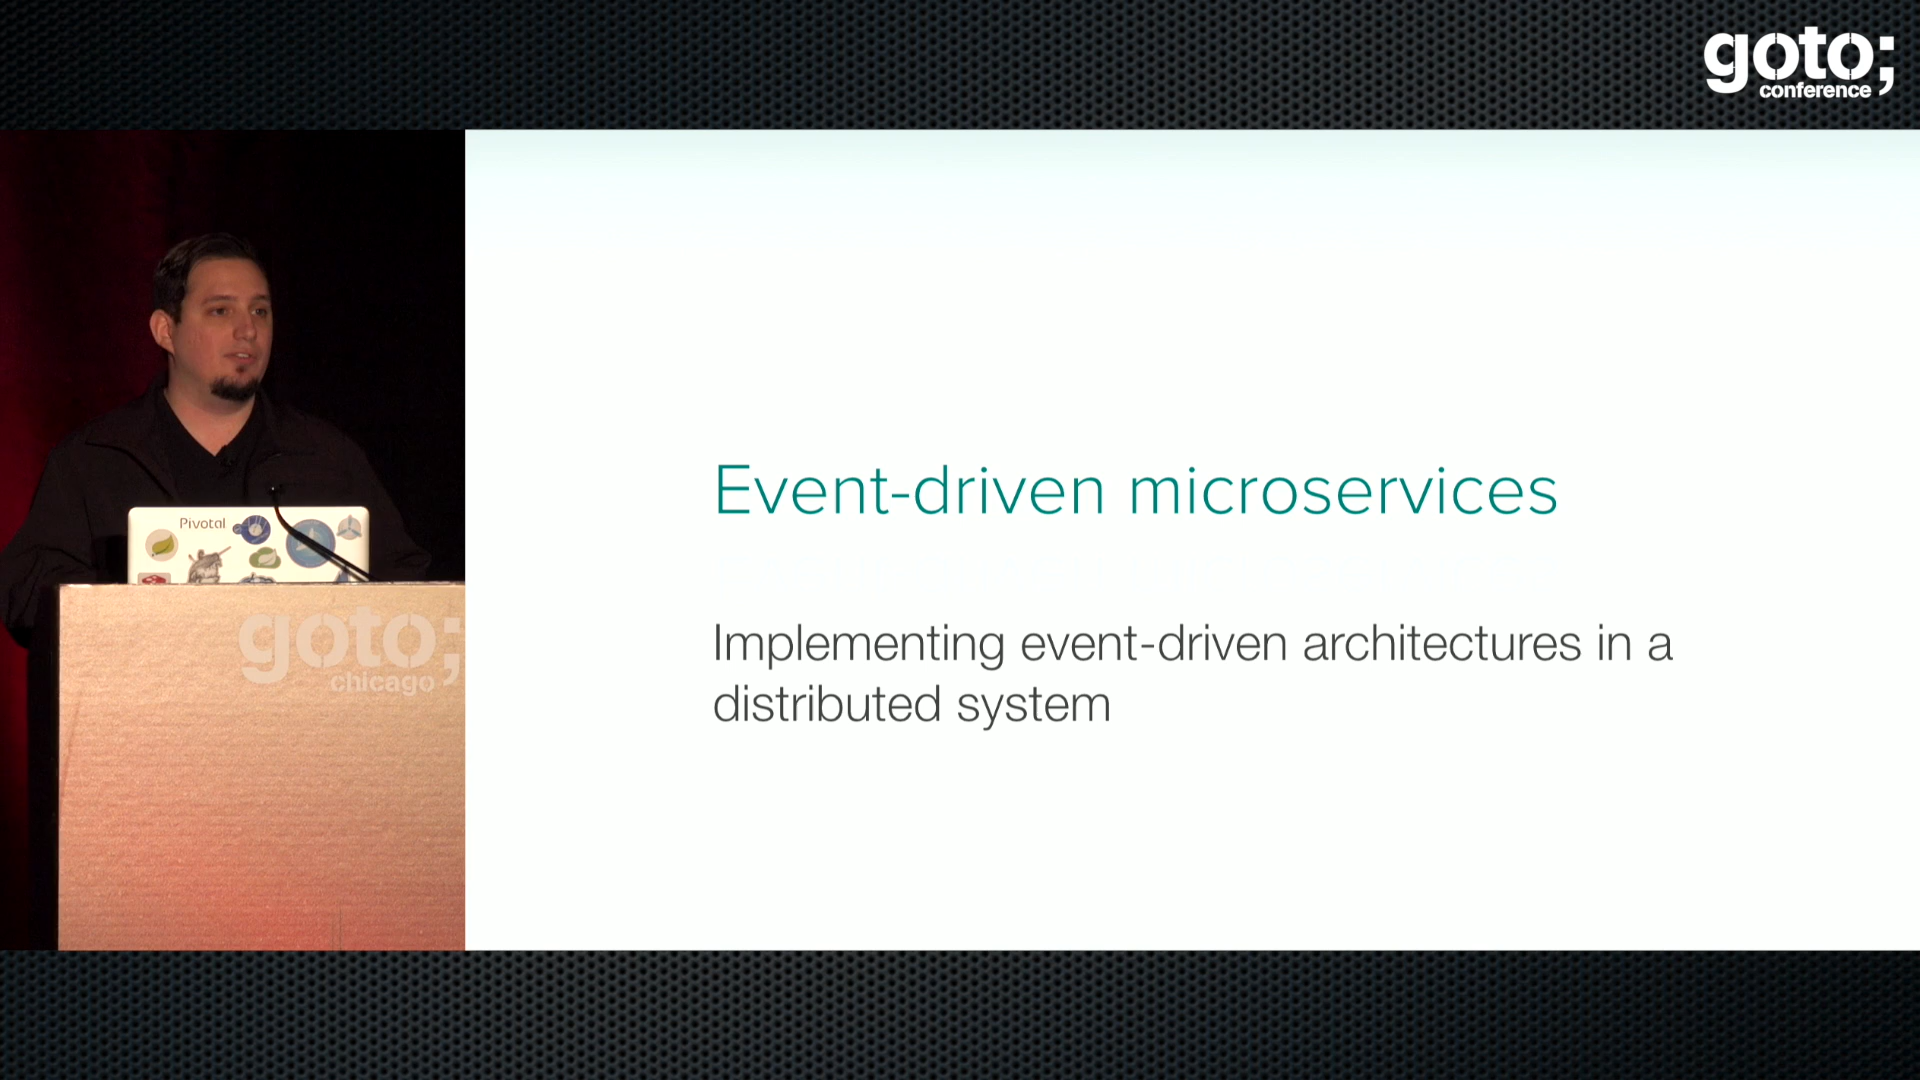 goto;
conference
Event-driven microservices
Implementing event-driven architectures in a
distributed system
Pivotal
goto;
chicago